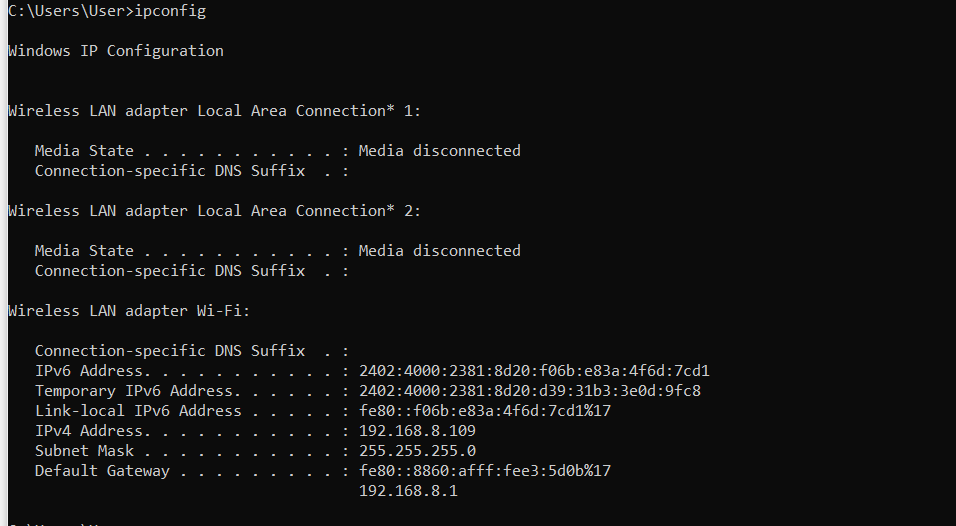 C:\Users\User>ipconfig
Windows IP Configuration
Wireless LAN adapter Local Area Connection* 1:
Media State . . . . . . . . . . . : Media disconnected
Connection-specific DNS Suffix  . :
Wireless LAN adapter Local Area Connection* 2:
Media State . . . . . . . . . . . : Media disconnected
Connection-specific DNS Suffix  . :
Wireless LAN adapter Wi-Fi:
Connection-specific DNS Suffix  . :
IPv6 Address. . . . . . . . . . . : 2402:4000:2381:8d20:f06b:e83a:4f6d:7cd1
Temporary IPv6 Address. . . . . . : 2402:4000:2381:8d20:d39:31b3:3e0d:9fc8
Link-local IPv6 Address . . . . . : fe80::f06b:e83a:4f6d:7cd1%17
IPv4 Address. . . . . . . . . . . : 192.168.8.109
Subnet Mask . . . . . . . . . . . : 255.255.255.0
Default Gateway . . . . . . . . . : fe80::8860:afff:fee3:5d0b%17
192.168.8.1